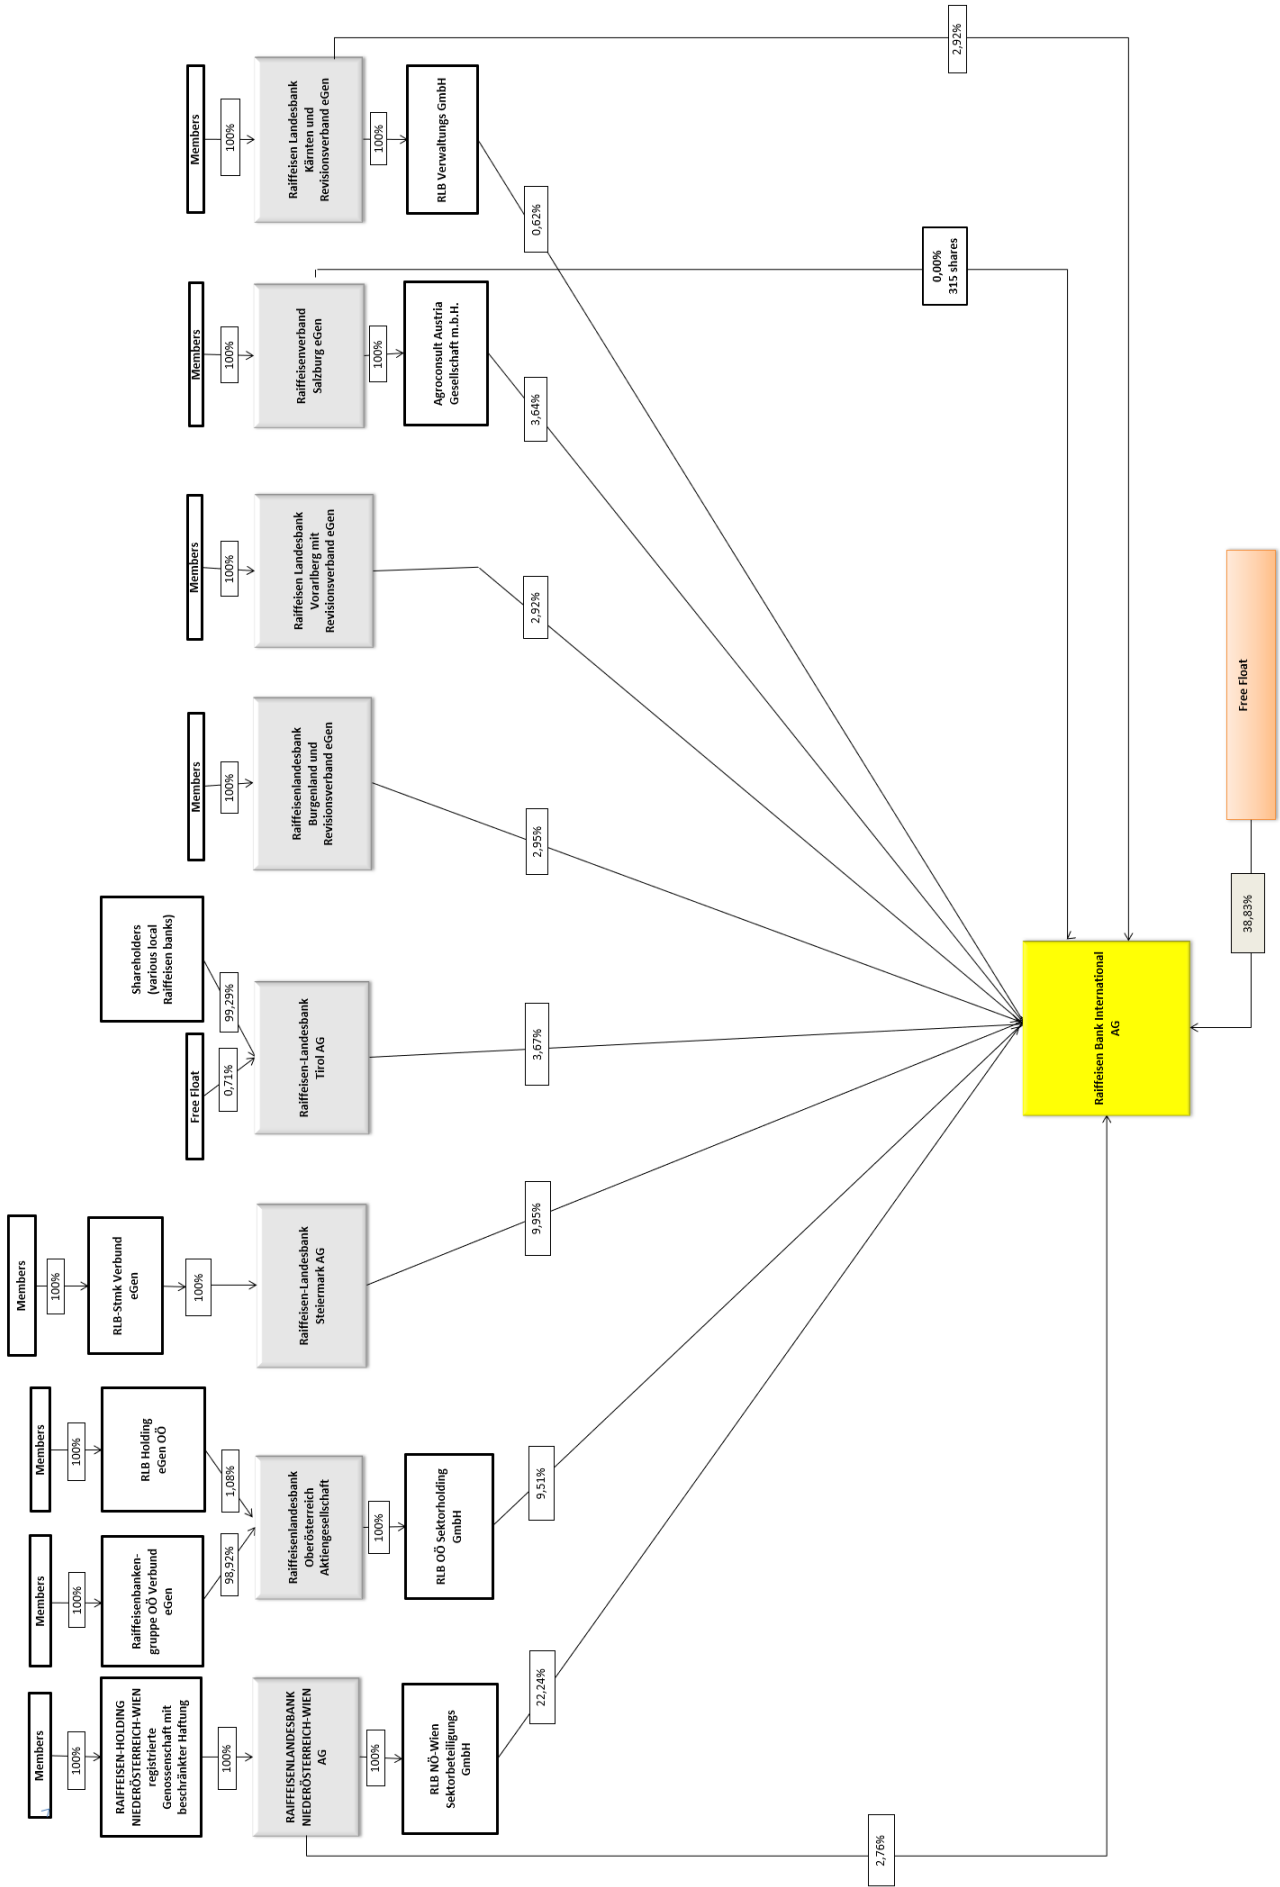 Members
Members
Members
Members
Free Float
Shareholders
(various local
Raiffeisen banks)
Members
Members
Members
Members
100%
100%
100%
100%
RAIFFEISEN-HOLDING
NIEDERÖSTERREICH-WIEN
registrierte
Genossenschaft mit
beschränkter Haftung
Raiffeisenbanken-
gruppe OÖ Verbund
eGen
RLB Holding
eGen OÖ
RLB-Stmk Verbund
eGen
100%
98,92%
1,08%
100%
0,71%
99,29%
100%
100%
100%
100%
RAIFFEISENLANDESBANK
NIEDERÖSTERREICH-WIEN
AG
Raiffeisenlandesbank
Oberösterreich
Aktiengesellschaft
Raiffeisen-Landesbank
Steiermark AG
Raiffeisen-Landesbank
Tirol AG
Raiffeisenlandesbank
Burgenland und
Revisionsverband eGen
Raiffeisen Landesbank
Vorarlberg mit
Revisionsverband eGen
Raiffeisenverband
Salzburg eGen
Raiffeisen Landesbank
Kärnten und
Revisionsverband eGen
100%
100%
100%
100%
RLB NÖ-Wien
Sektorbeteiligungs
GmbH
RLB OÖ Sektorholding
GmbH
Agroconsult Austria
Gesellschaft m.b.H.
RLB Verwaltungs GmbH
22,24%
9,51%
9,95%
3,67%
2,95%
2,92%
3,64%
0,62%
2,76%
0,00%
315 shares
2,92%
Raiffeisen Bank International
AG
38,83%
Free Float